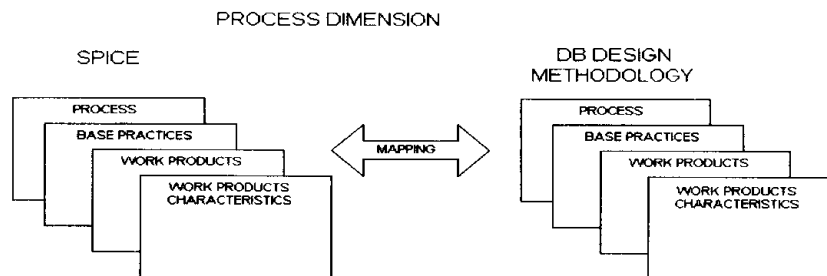 PROCESS DIMENSION
SPICE
PROCESS
BASE PRACTICES
WORK PRODUCTS
WORK PRODUCTS
CHARACTERISTICS
MAPPING
DB DESIGN
METHODOLOGY
PROCESS
BASE PRACTICES
WORK PRODUCTS
WORK PRODUCTS
CHARACTERISTICS